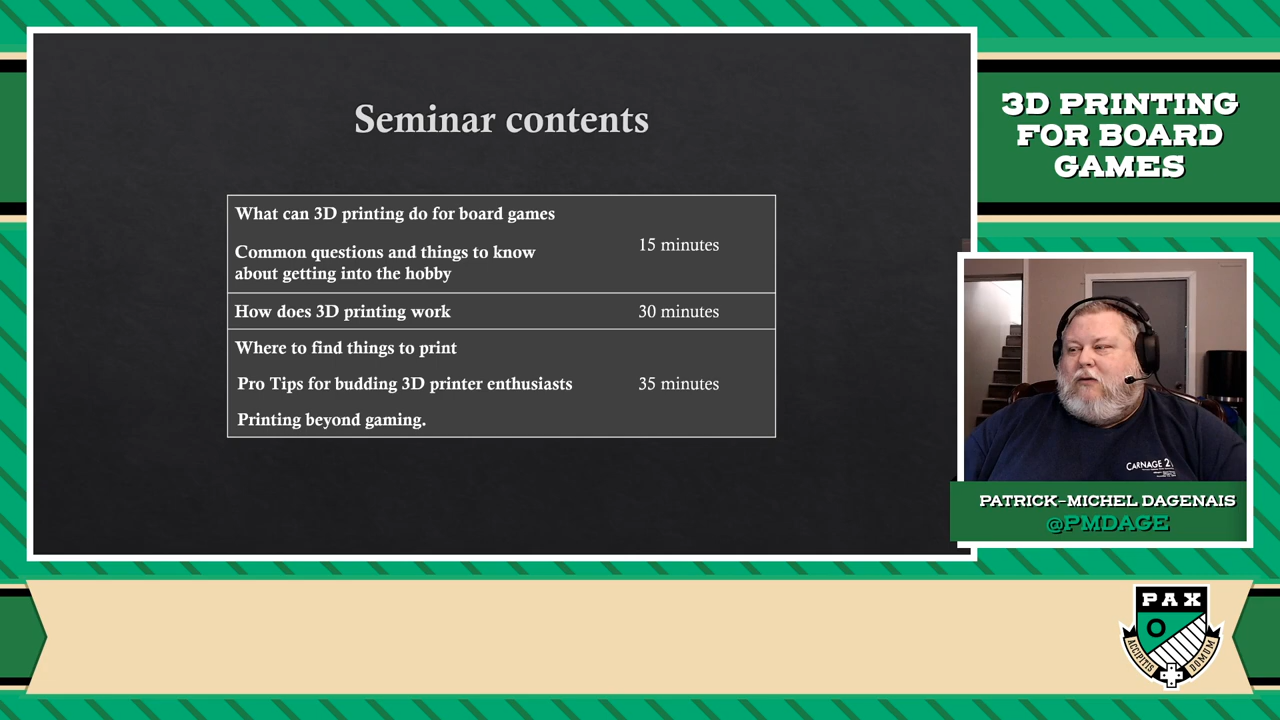 Seminar contents
What can 3D printing do for board games
Common questions and things to know
about getting into the hobby
15 minutes
How does 3D printing work
30 minutes
Where to find things to print
Pro Tips for budding 3D printer enthusiasts
Printing beyond gaming.
35 minutes
3D PRINTING
FOR BOARD
GAMES
CARNAGE 2
PATRICK-MICHEL DAGENAIS
@PMDAGE
PAX
O
ACCIPITIS
DOMUM